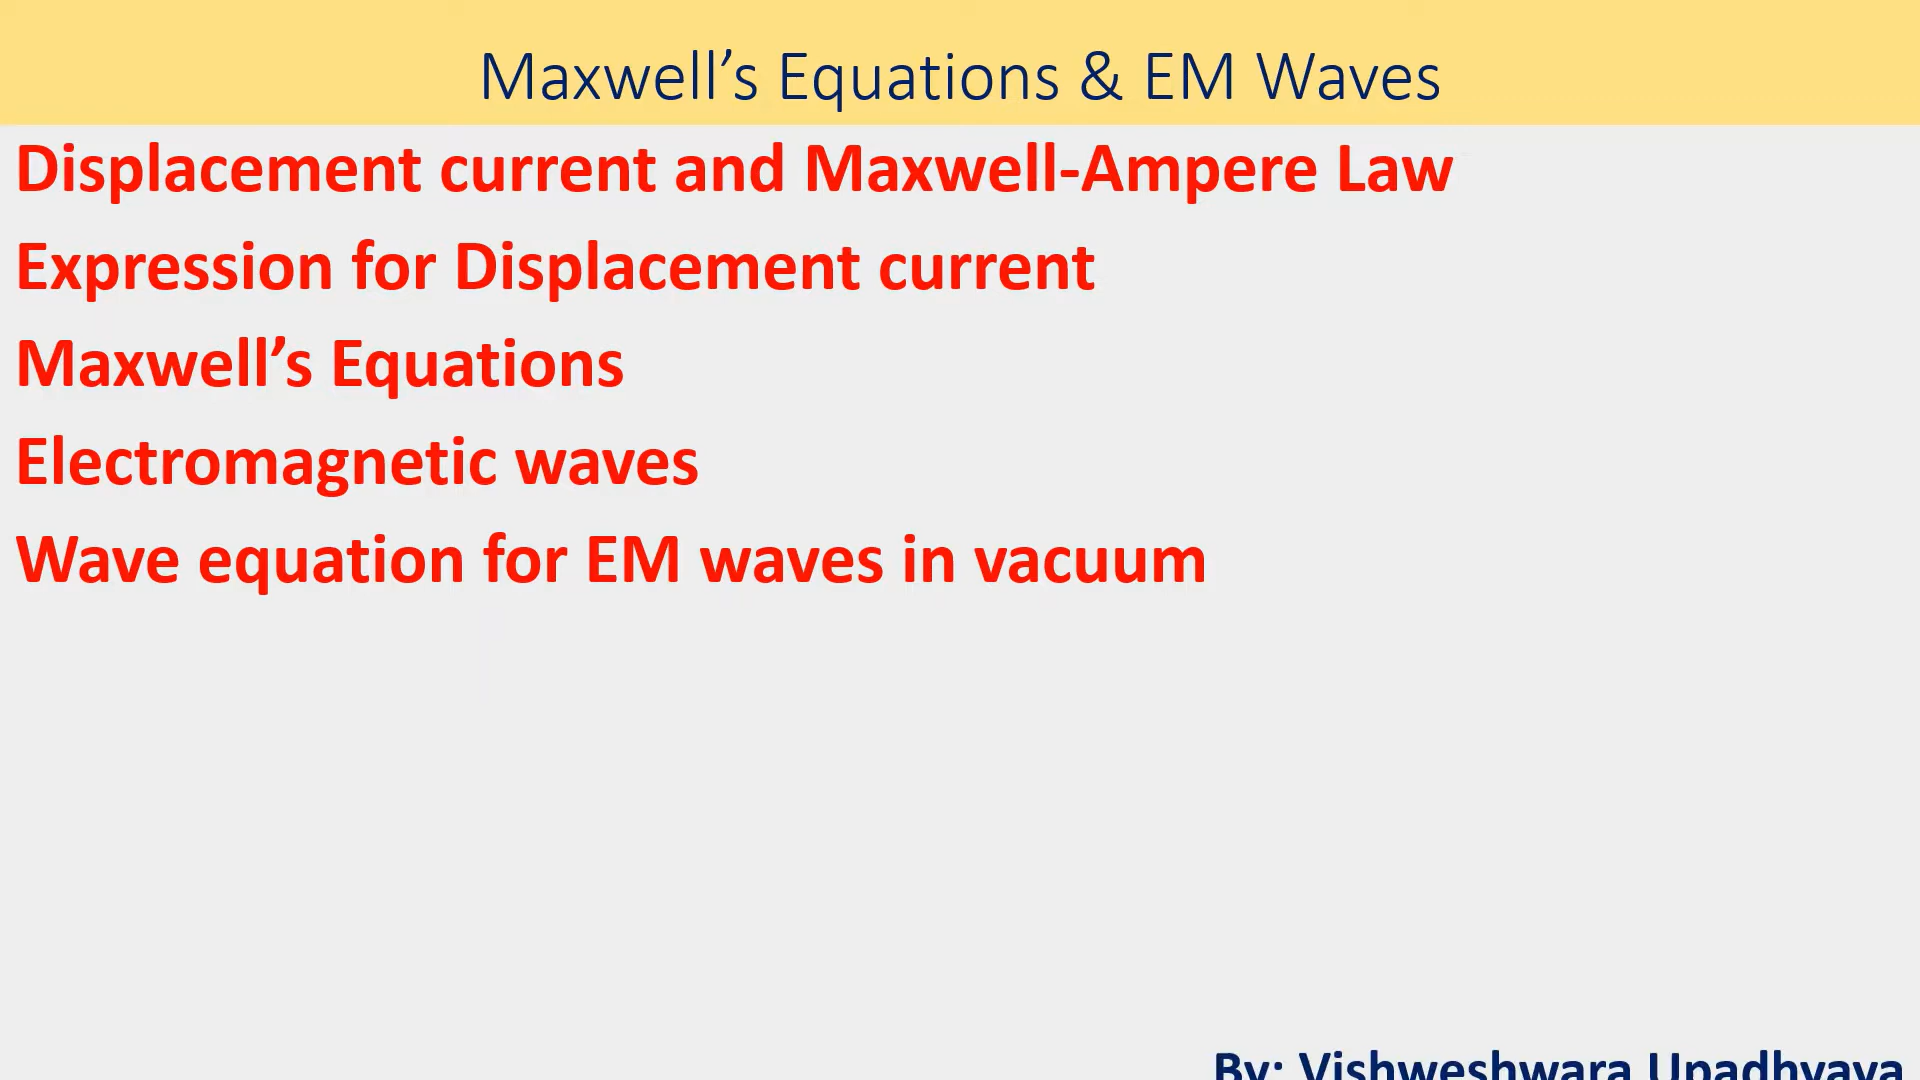 Maxwell’s Equations & EM Waves
Displacement current and Maxwell-Ampere Law
Expression for Displacement current
Maxwell’s Equations
Electromagnetic waves
Wave equation for EM waves in vacuum
By: Vishweshwara Upadhyaya